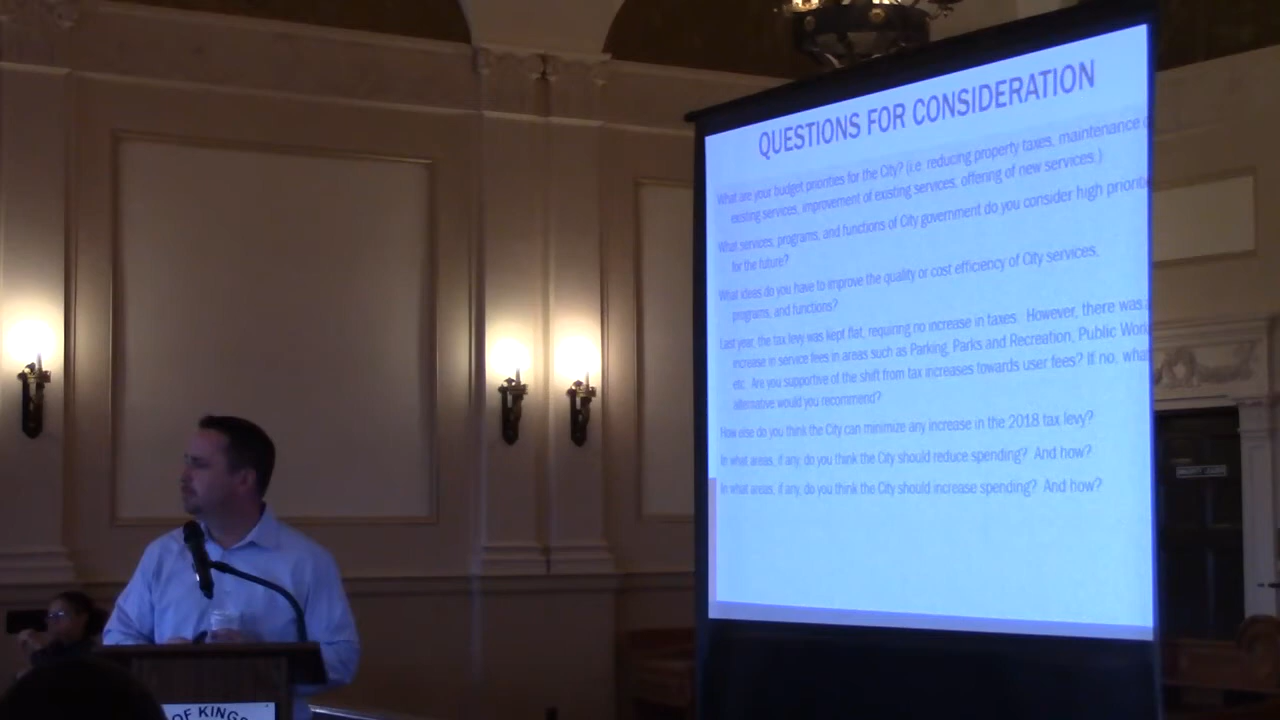 QUESTIONS FOR CONSIDERATION
What are your budget priorities for the City? (i.e. reducing property taxes, maintenance
existing services, improvement of existing services, offering of new services.)
What services, programs, and functions of City government do you consider high prioriti
for the future?
What ideas do you have to improve the quality or cost efficiency of City services,
programs, and functions?
Last year, the tax levy was kept flat, requiring no increase in taxes. However, there was
increase in service fees in areas such as Parking, Parks and Recreation, Public Wor
etc. Are you supportive of the shift from tax increases towards user fees? If no, what
alternative would you recommend?
How else do you think the City can minimize any increase in the 2018 tax levy?
In what areas, if any, do you think the City should reduce spending? And how?
In what areas, if any, do you think the City should increase spending? And how?
OF KINGS